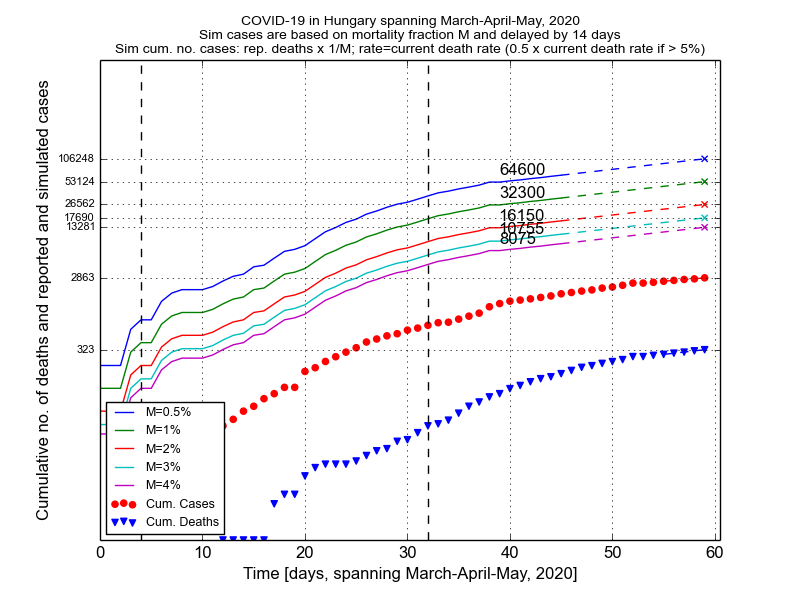 COVID-19 in Hungary spanning March-April-May, 2020
Sim cases are based on mortality fraction M and delayed by 14 days
Sim cum. no. cases: rep. deaths x 1/M; rate=current death rate (0.5 x current death rate if > 5%)
Cumulative no. of deaths and reported and simulated cases
106248
53124
26562
17690
13281
2863
323
64600
32300
16150
10755
8075
M=0.5%
M=1%
M=2%
M=3%
M=4%
Cum. Cases
Cum. Deaths
0 10 20 30 40 50 60
Time [days, spanning March-April-May, 2020]